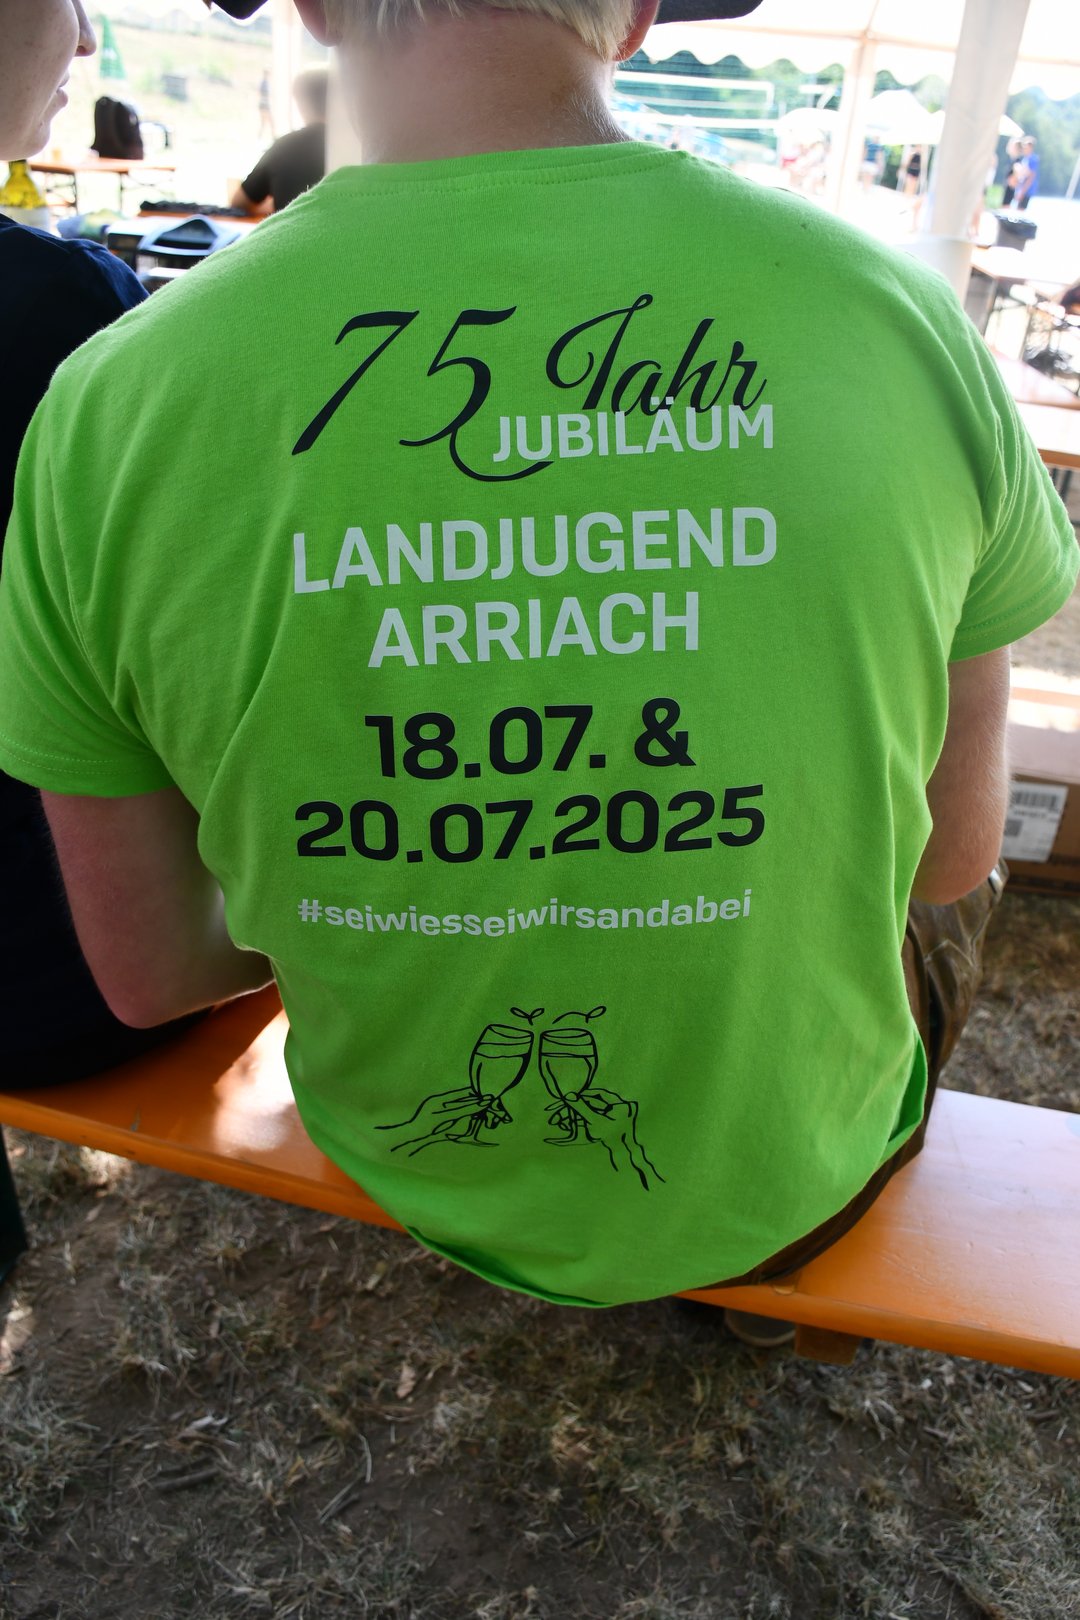 75 Jahr
JUBILÄUM
LANDJUGEND
ARRIACH
18.07. &
20.07.2025
#seiwiesseiwirsandabei